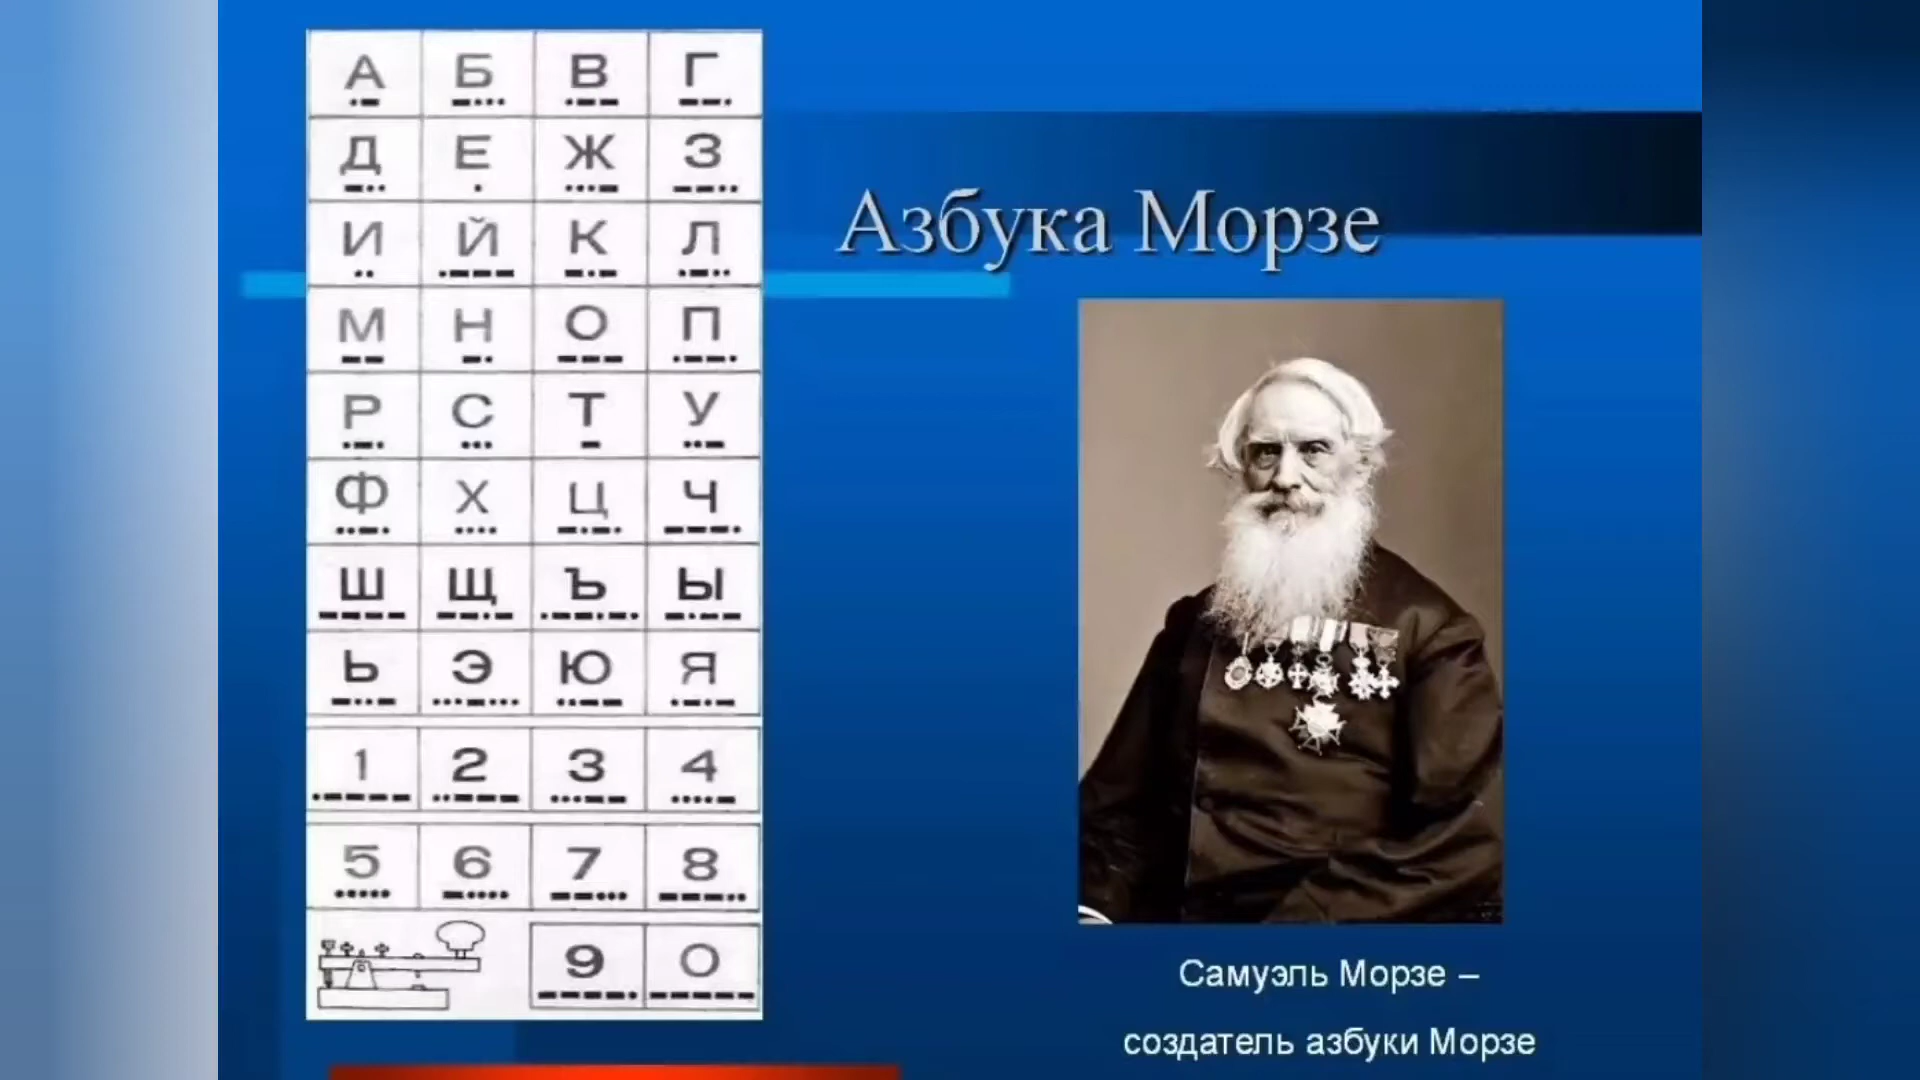 А Б В Г
Д Е Ж З
И Й К Л
М Н О П
Р С Т У
Ф Х Ц Ч
Ш Щ Ъ Ы
Ь Э Ю Я
1 2 3 4
5 6 7 8
9 0
Азбука Морзе
Самуэль Морзе –
создатель азбуки Морзе